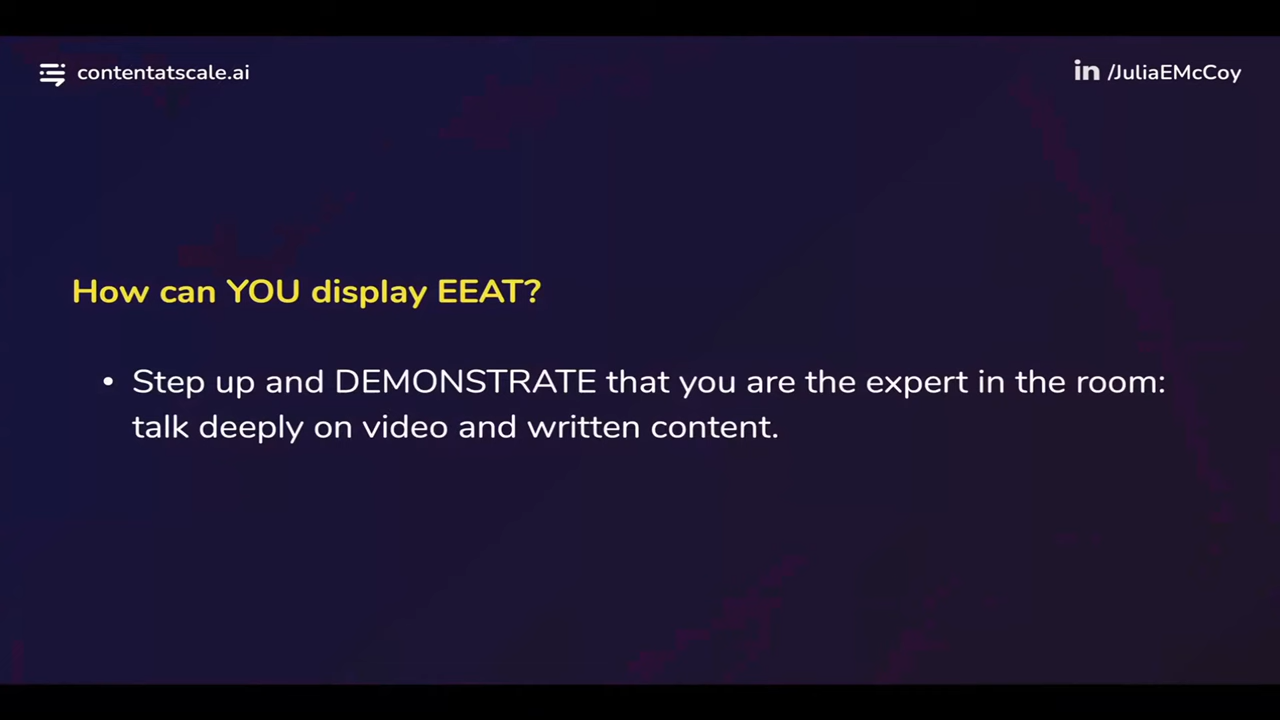 contentatscale.ai
in /JuliaEMcCoy
How can YOU display EEAT?
• Step up and DEMONSTRATE that you are the expert in the room:
talk deeply on video and written content.